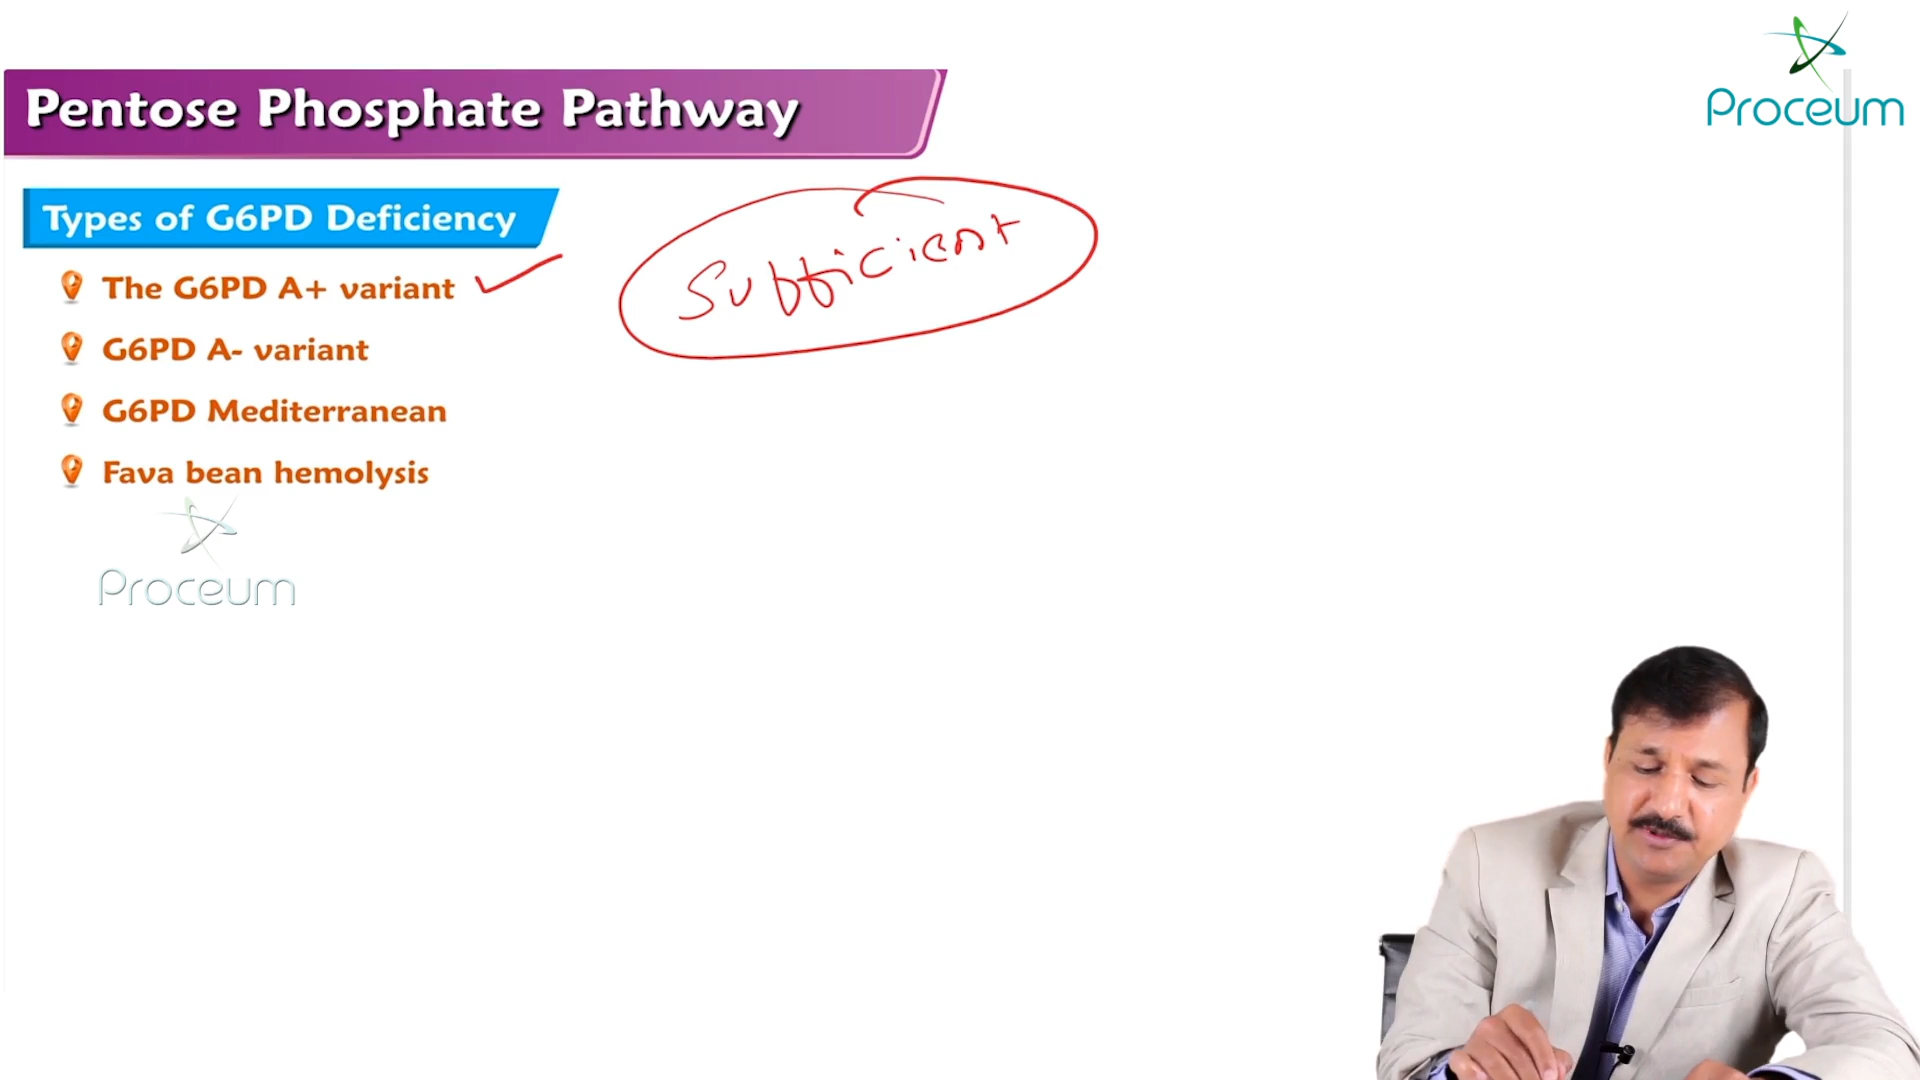 Proceum
Pentose Phosphate Pathway
Types of G6PD Deficiency
Sufficient
The G6PD A+ variant
G6PD A- variant
G6PD Mediterranean
Fava bean hemolysis
Proceum